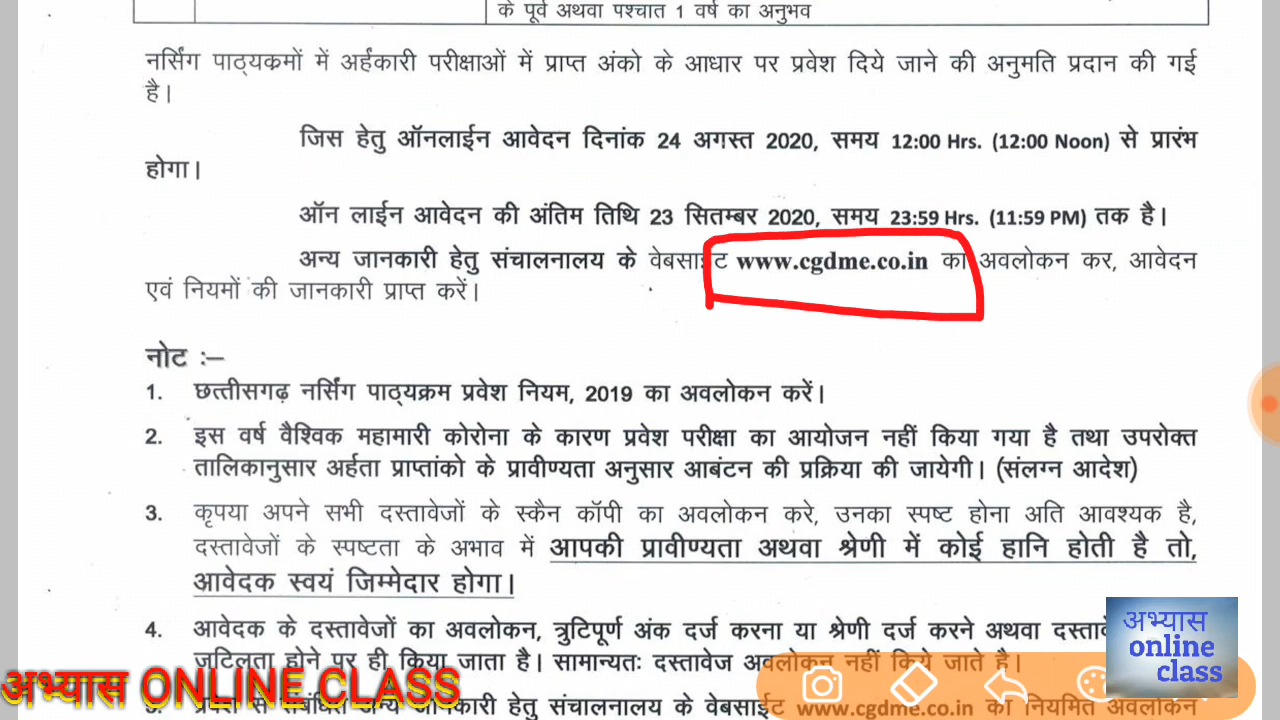 के पूर्व अथवा पश्चात 1 वर्ष का अनुभव
नर्सिंग पाठ्यक्रमों में अर्हकारी परीक्षाओं में प्राप्त अंको के आधार पर प्रवेश दिये जाने की अनुमति प्रदान की गई
है।
जिस हेतु ऑनलाईन आवेदन दिनांक 24 अगस्त 2020, समय 12:00 Hrs. (12:00 Noon) से प्रारंभ
होगा।
ऑन लाईन आवेदन की अंतिम तिथि 23 सितम्बर 2020, समय 23:59 Hrs. (11:59 PM) तक है।
अन्य जानकारी हेतु संचालनालय के वेबसाईट www.cgdme.co.in का अवलोकन कर, आवेदन
एवं नियमों की जानकारी प्राप्त करें।
नोट :–
1. छत्तीसगढ़ नर्सिंग पाठ्यक्रम प्रवेश नियम, 2019 का अवलोकन करें।
2. इस वर्ष वैश्विक महामारी कोरोना के कारण प्रवेश परीक्षा का आयोजन नहीं किया गया है तथा उपरोक्त
तालिकानुसार अर्हता प्राप्तांको के प्रावीण्यता अनुसार आबंटन की प्रक्रिया की जायेगी। (संलग्न आदेश)
3. कृपया अपने सभी दस्तावेजों के स्कैन कॉपी का अवलोकन करे, उनका स्पष्ट होना अति आवश्यक है,
दस्तावेजों के स्पष्टता के अभाव में आपकी प्रावीण्यता अथवा श्रेणी में कोई हानि होती है तो,
आवेदक स्वयं जिम्मेदार होगा।
4. आवेदक के दस्तावेजों का अवलोकन, त्रुटिपूर्ण अंक दर्ज करना या श्रेणी दर्ज करने अथवा
जटिलता होने पर ही किया जाता है। सामान्यतः दस्तावेज अवलोकन नहीं किये जाते है।
5. प्रवेश से संबंधित अन्य जानकारी हेतु संचालनालय के वेबसाईट www.cgdme.co.in का नियमित अवलोकन
अभ्यास ONLINE CLASS
अभ्यास
online
class